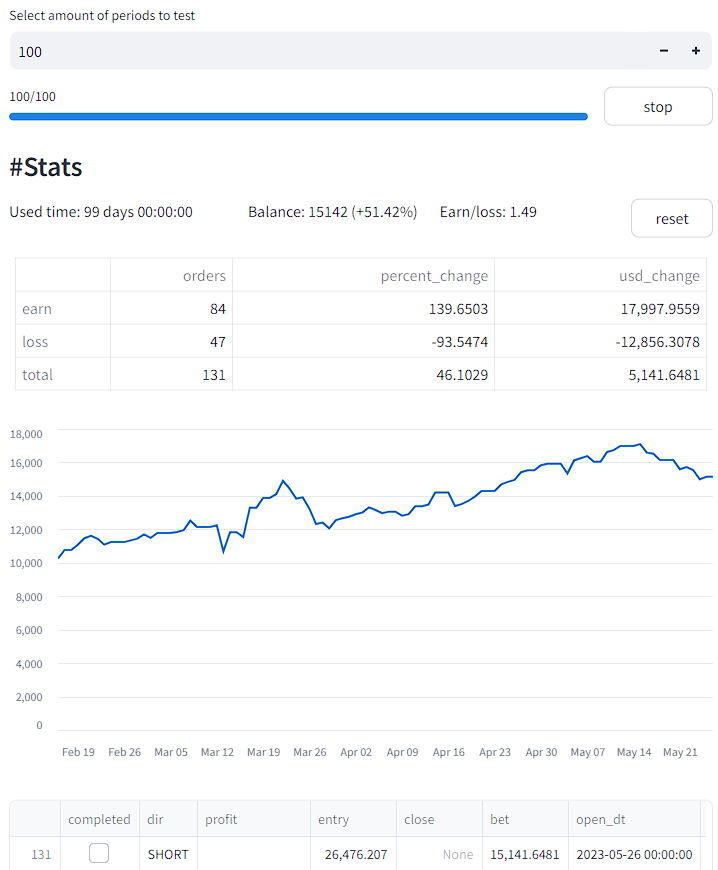 Select amount of periods to test
100 − +
100/100
stop
#Stats
Used time: 99 days 00:00:00 Balance: 15142 (+51.42%) Earn/loss: 1.49 reset
orders percent_change usd_change
earn 84 139.6503 17,997.9559
loss 47 -93.5474 -12,856.3078
total 131 46.1029 5,141.6481
18,000
16,000
14,000
12,000
10,000
8,000
6,000
4,000
2,000
0
Feb 19 Feb 26 Mar 05 Mar 12 Mar 19 Mar 26 Apr 02 Apr 09 Apr 16 Apr 23 Apr 30 May 07 May 14 May 21
completed dir profit entry close bet open_dt
131 SHORT 26,476.207 None 15,141.6481 2023-05-26 00:00:00